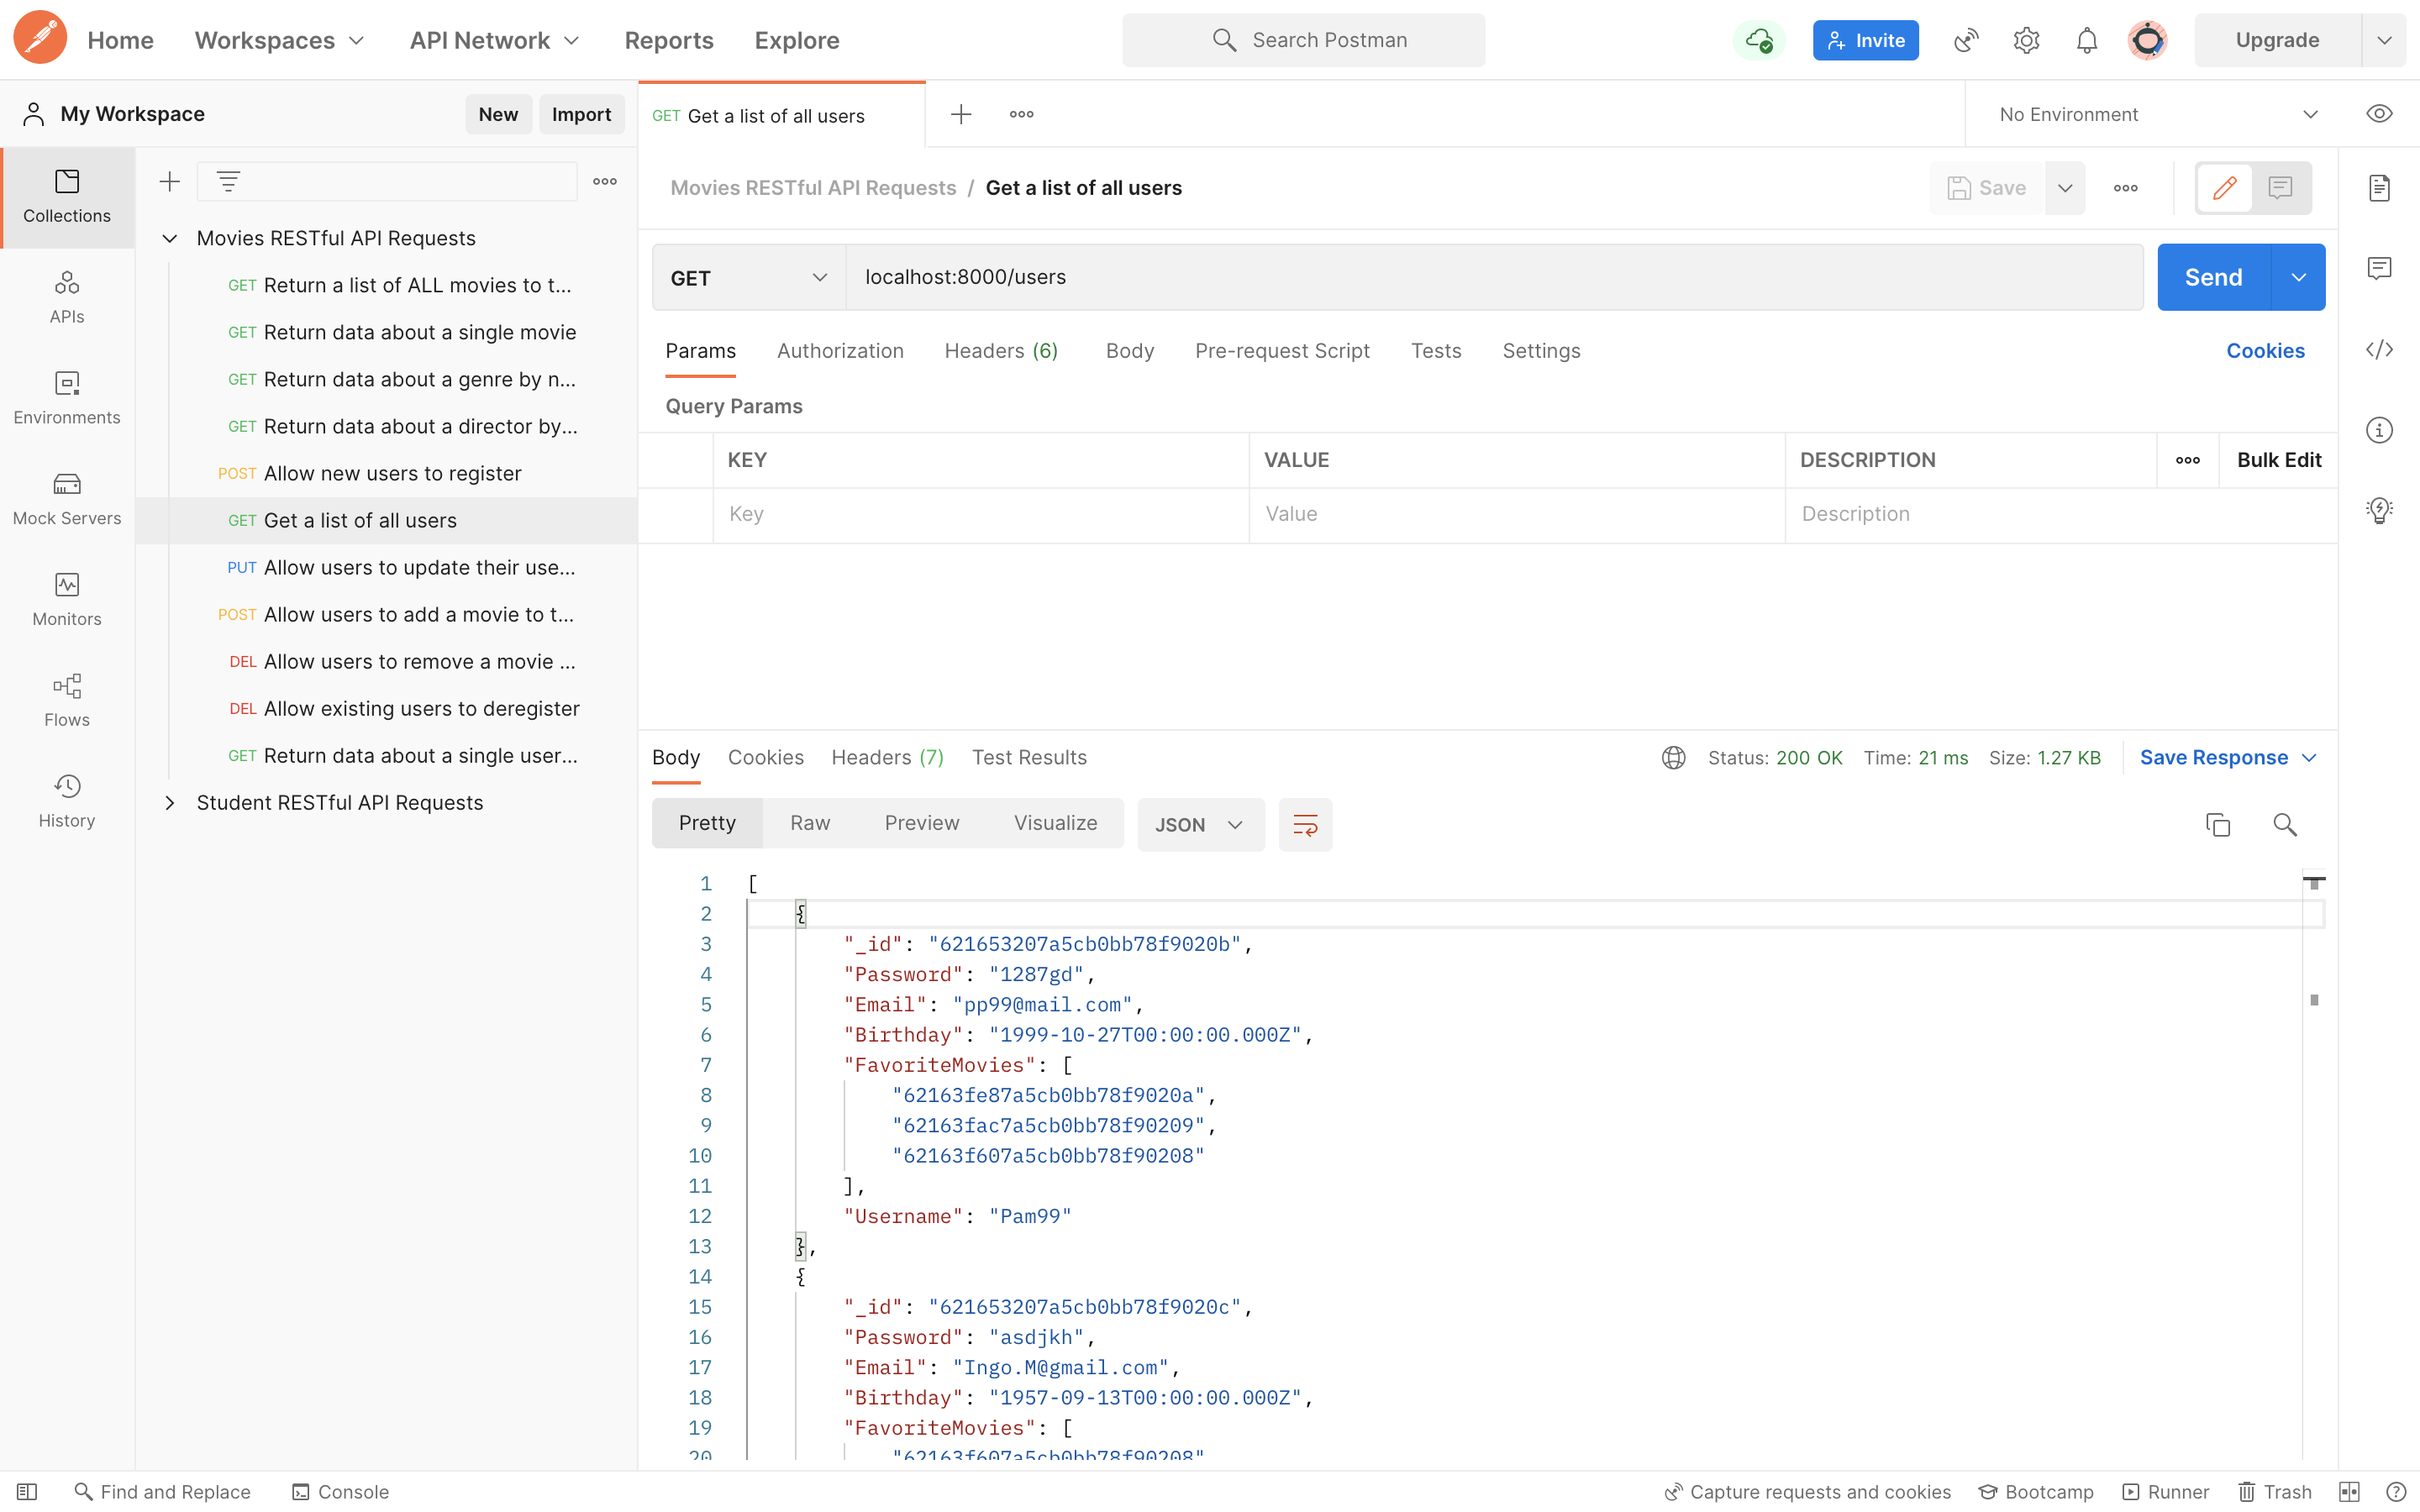 Home Workspaces API Network Reports Explore Search Postman Invite Upgrade
My Workspace New Import GET Get a list of all users No Environment
Collections
APIs
Environments
Mock Servers
Monitors
Flows
History
Movies RESTful API Requests
GET Return a list of ALL movies to t...
GET Return data about a single movie
GET Return data about a genre by n...
GET Return data about a director by...
POST Allow new users to register
GET Get a list of all users
PUT Allow users to update their use...
POST Allow users to add a movie to t...
DEL Allow users to remove a movie ...
DEL Allow existing users to deregister
GET Return data about a single user...
Student RESTful API Requests
Movies RESTful API Requests / Get a list of all users Save
GET localhost:8000/users Send
Params Authorization Headers (6) Body Pre-request Script Tests Settings Cookies
Query Params
KEY VALUE DESCRIPTION Bulk Edit
Key Value Description
Body Cookies Headers (7) Test Results Status: 200 OK Time: 21 ms Size: 1.27 KB Save Response
Pretty Raw Preview Visualize JSON
1 [
2 {
3 "_id": "621653207a5cb0bb78f9020b",
4 "Password": "1287gd",
5 "Email": "pp99@mail.com",
6 "Birthday": "1999-10-27T00:00:00.000Z",
7 "FavoriteMovies": [
8 "62163fe87a5cb0bb78f9020a",
9 "62163fac7a5cb0bb78f90209",
10 "62163f607a5cb0bb78f90208"
11 ],
12 "Username": "Pam99"
13 },
14 {
15 "_id": "621653207a5cb0bb78f9020c",
16 "Password": "asdjkh",
17 "Email": "Ingo.M@gmail.com",
18 "Birthday": "1957-09-13T00:00:00.000Z",
19 "FavoriteMovies": [
20 "62163f607a5cb0bb78f90208"
Find and Replace Console Capture requests and cookies Bootcamp Runner Trash